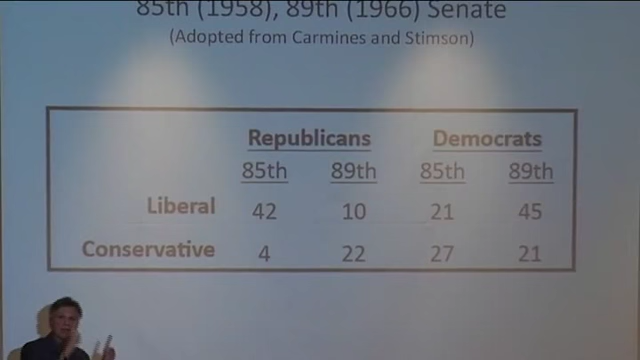 85th (1958), 89th (1966) Senate
(Adopted from Carmines and Stimson)
Republicans Democrats
85th 89th 85th 89th
Liberal 42 10 21 45
Conservative 4 22 27 21